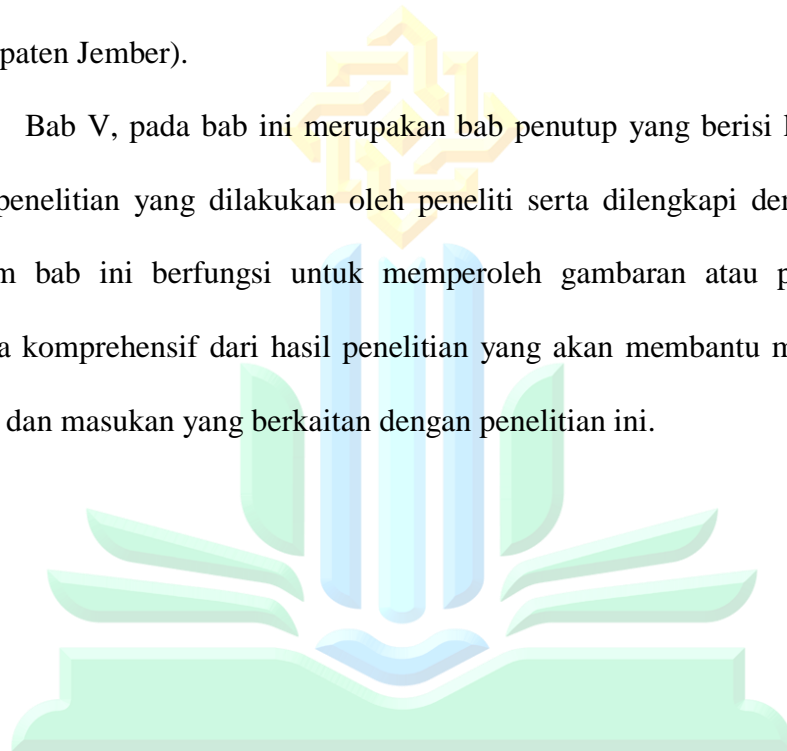 paten Jember).
Bab V, pada bab ini merupakan bab penutup yang berisi
penelitian yang dilakukan oleh peneliti serta dilengkapi
bab ini berfungsi untuk memperoleh gambaran atau
komprehensif dari hasil penelitian yang akan membantu
dan masukan yang berkaitan dengan penelitian ini.